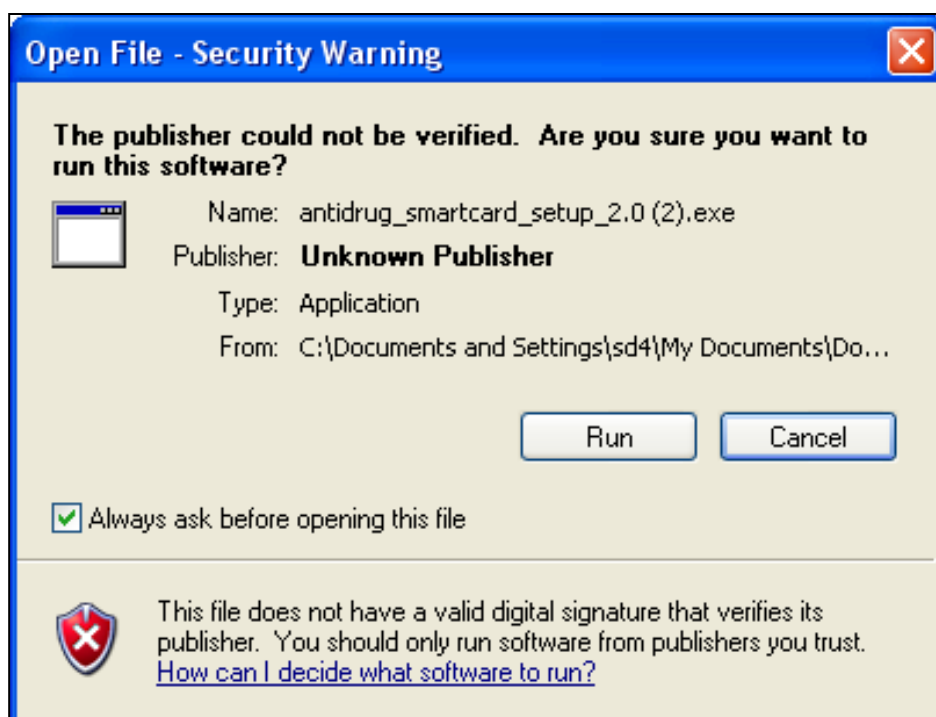 Open File - Security Warning
The publisher could not be verified. Are you sure you want to
run this software?
Name: antidrug_smartcard_setup_2.0 (2).exe
Publisher: Unknown Publisher
Type: Application
From: C:\Documents and Settings\sd4\My Documents\Do...
Run Cancel
Always ask before opening this file
This file does not have a valid digital signature that verifies its
publisher. You should only run software from publishers you trust.
How can I decide what software to run?